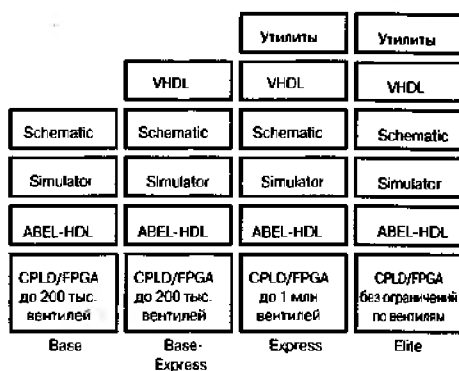 Утилиты Утилиты
VHDL VHDL VHDL
Schematic Schematic Schematic Schematic
Simulator Simulator Simulator Simulator
ABEL-HDL ABEL-HDL ABEL-HDL ABEL-HDL
CPLD/FPGA CPLD/FPGA CPLD/FPGA CPLD/FPGA
до 200 тыс. до 200 тыс. до 1 млн без ограничений
вентилей вентилей вентилей по вентилям
Base Base- Express Elite
Express